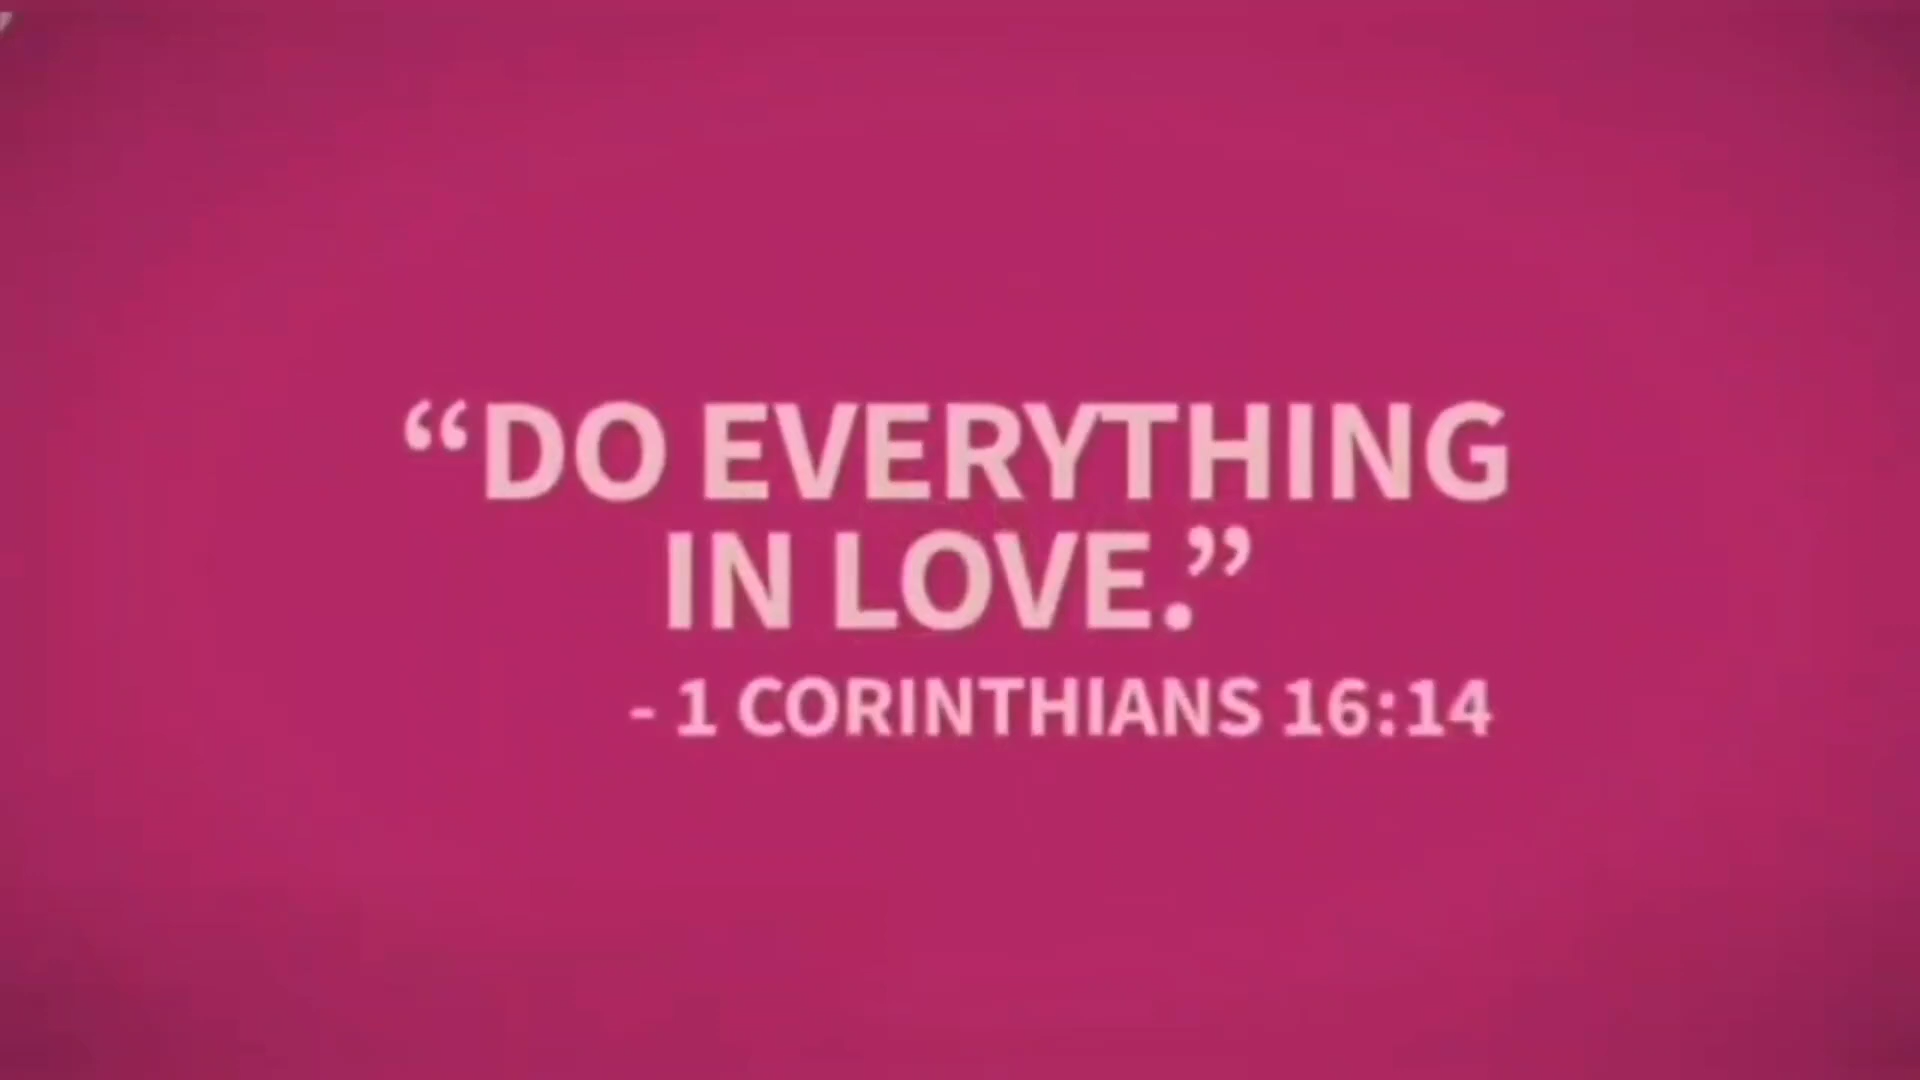 “DO EVERYTHING
IN LOVE.”
- 1 CORINTHIANS 16:14